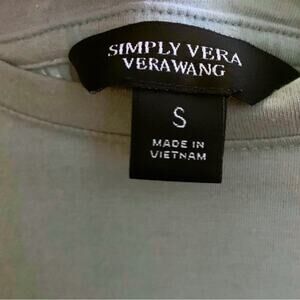 SIMPLY VERA
VERAWANG
S
MADE IN
VIETNAM